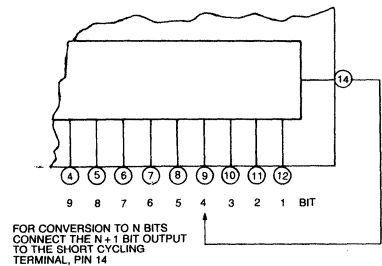 14
4 5 6 7 8 9 10 11 12
9 8 7 6 5 4 3 2 1 BIT
FOR CONVERSION TO N BITS
CONNECT THE N + 1 BIT OUTPUT
TO THE SHORT CYCLING
TERMINAL, PIN 14